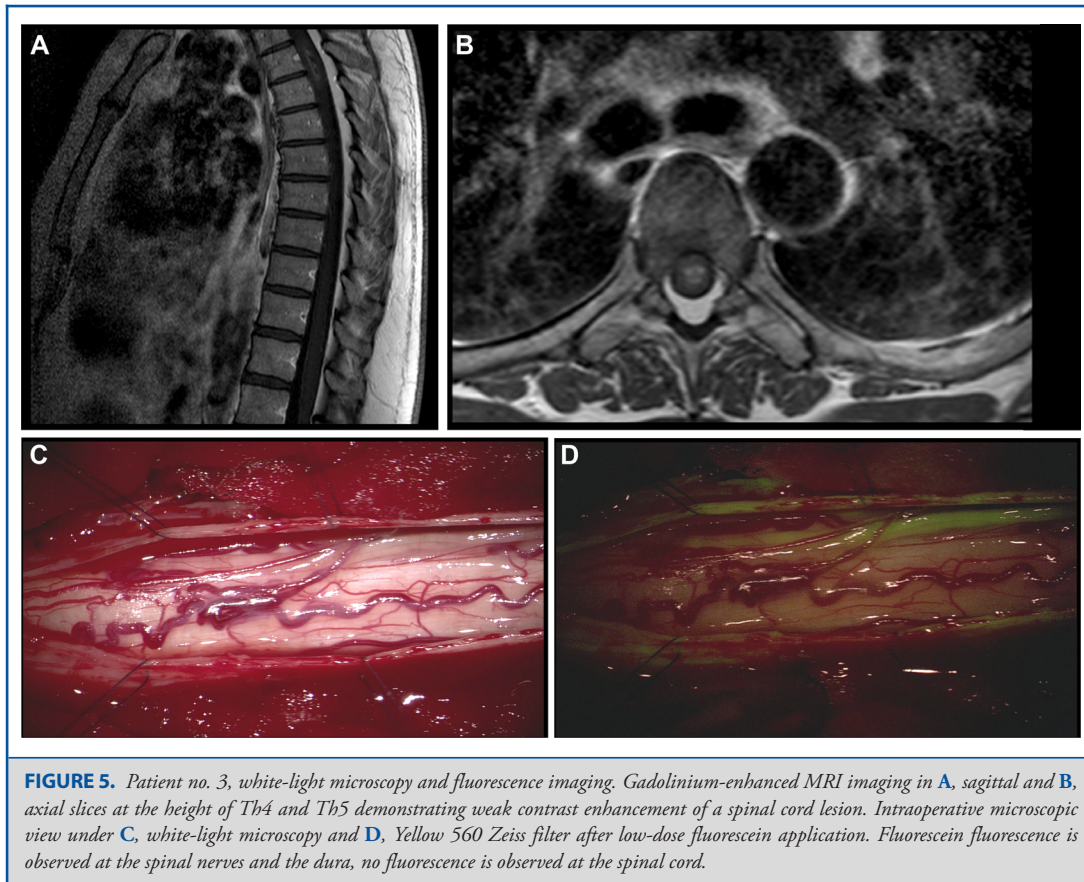 A
B
C
D
FIGURE 5. Patient no. 3, white-light microscopy and fluorescence imaging. Gadolinium-enhanced MRI imaging in A, sagittal and B,
axial slices at the height of Th4 and Th5 demonstrating weak contrast enhancement of a spinal cord lesion. Intraoperative microscopic
view under C, white-light microscopy and D, Yellow 560 Zeiss filter after low-dose fluorescein application. Fluorescein fluorescence is
observed at the spinal nerves and the dura, no fluorescence is observed at the spinal cord.